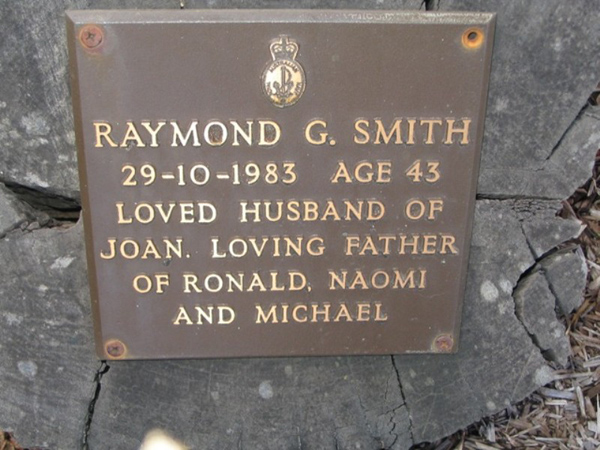 RAYMOND G. SMITH
29-10-1983 AGE 43
LOVED HUSBAND OF
JOAN. LOVING FATHER
OF RONALD, NAOMI
AND MICHAEL